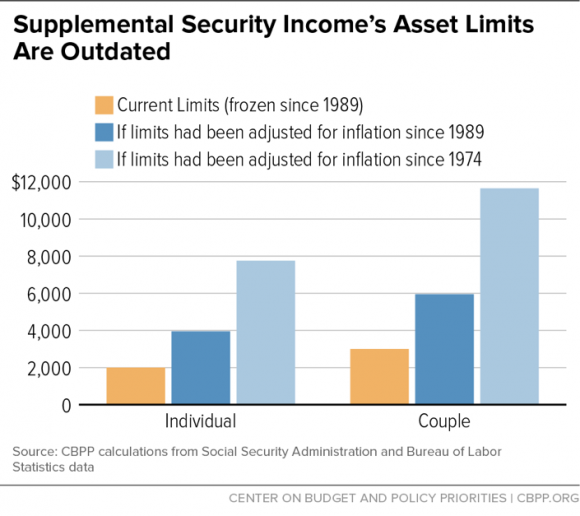 Supplemental Security Income’s Asset Limits
Are Outdated
Current Limits (frozen since 1989)
If limits had been adjusted for inflation since 1989
If limits had been adjusted for inflation since 1974
$12,000
10,000
8,000
6,000
4,000
2,000
0
Individual
Couple
Source: CBPP calculations from Social Security Administration and Bureau of Labor
Statistics data
CENTER ON BUDGET AND POLICY PRIORITIES | CBPP.ORG